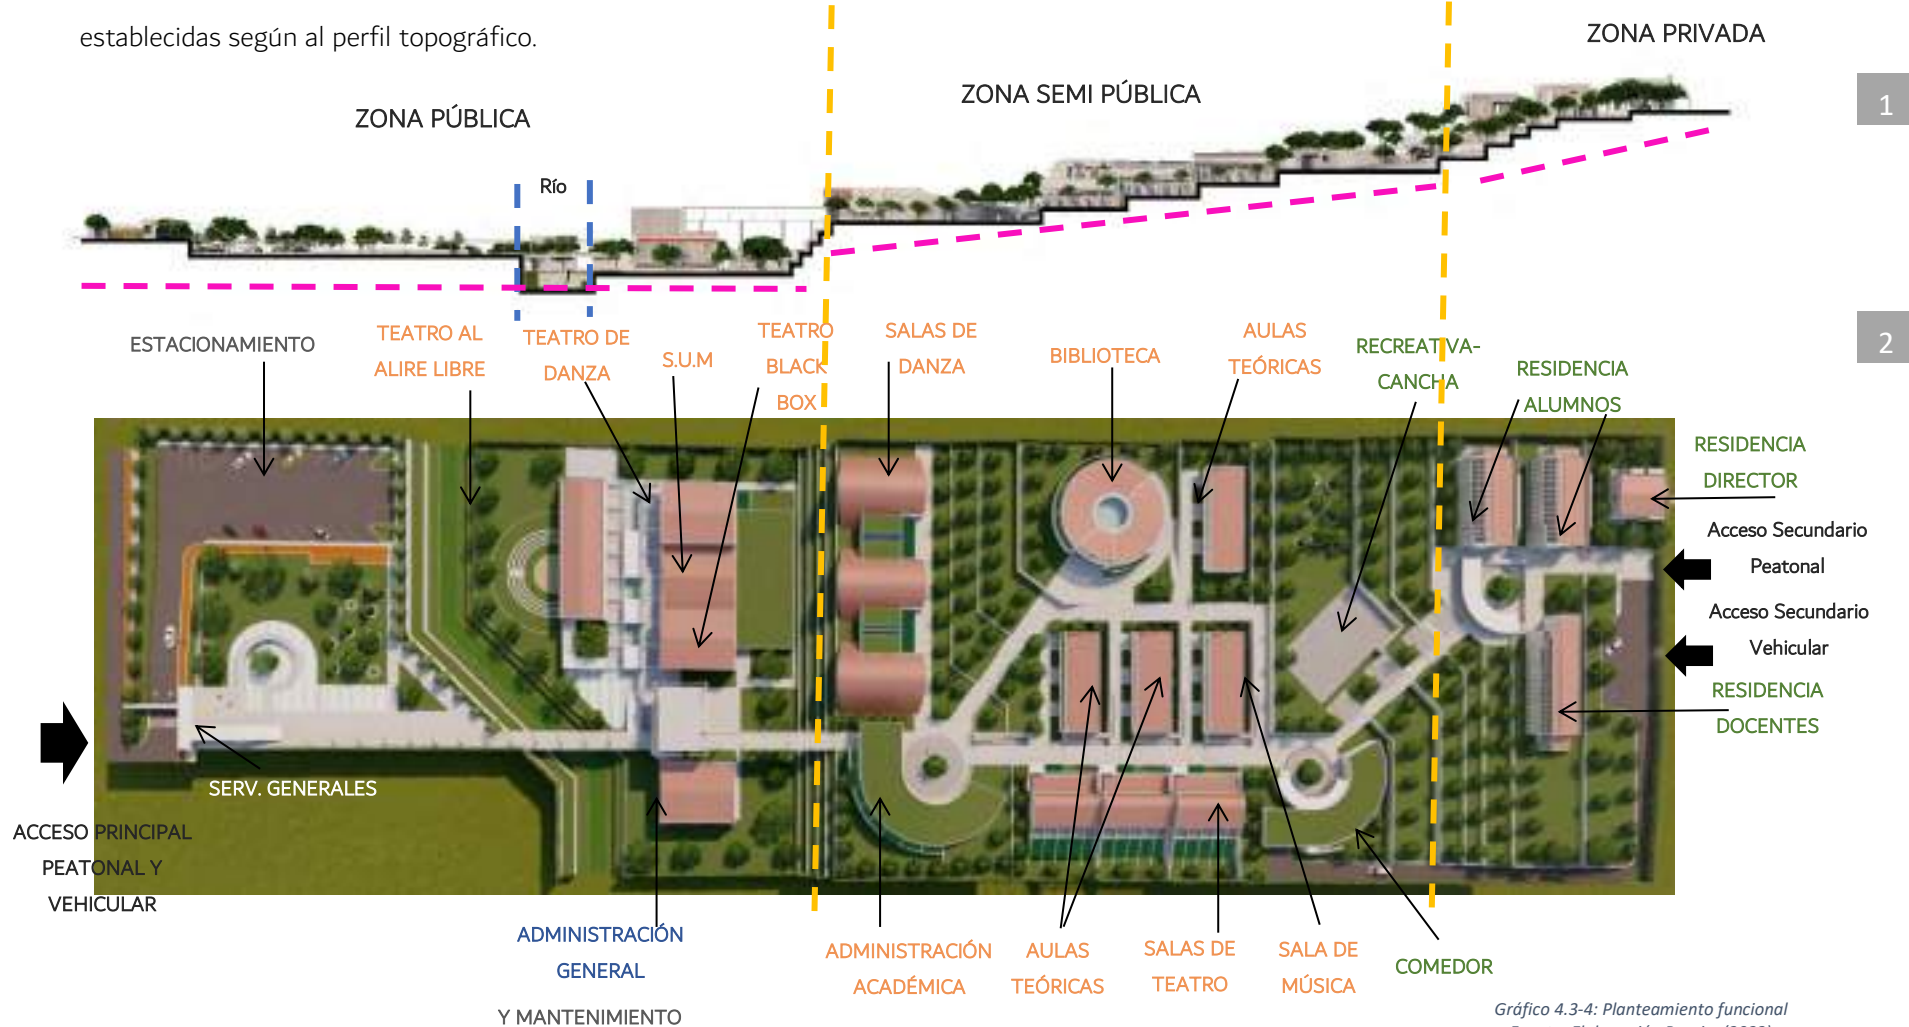 establecidas según al perfil topográfico.
ZONA PRIVADA
ZONA SEMI PÚBLICA
ZONA PÚBLICA
1
Río
2
ESTACIONAMIENTO
TEATRO AL
ALIRE LIBRE
TEATRO DE
DANZA
S.U.M
TEATRO
BLACK
BOX
SALAS DE
DANZA
BIBLIOTECA
AULAS
TEÓRICAS
RECREATIVA-
CANCHA
RESIDENCIA
ALUMNOS
RESIDENCIA
DIRECTOR
Acceso Secundario
Peatonal
Acceso Secundario
Vehicular
RESIDENCIA
DOCENTES
SERV. GENERALES
ACCESO PRINCIPAL
PEATONAL Y
VEHICULAR
ADMINISTRACIÓN
GENERAL
Y MANTENIMIENTO
ADMINISTRACIÓN
ACADÉMICA
AULAS
TEÓRICAS
SALAS DE
TEATRO
SALA DE
MÚSICA
COMEDOR
Gráfico 4.3-4: Planteamiento funcional